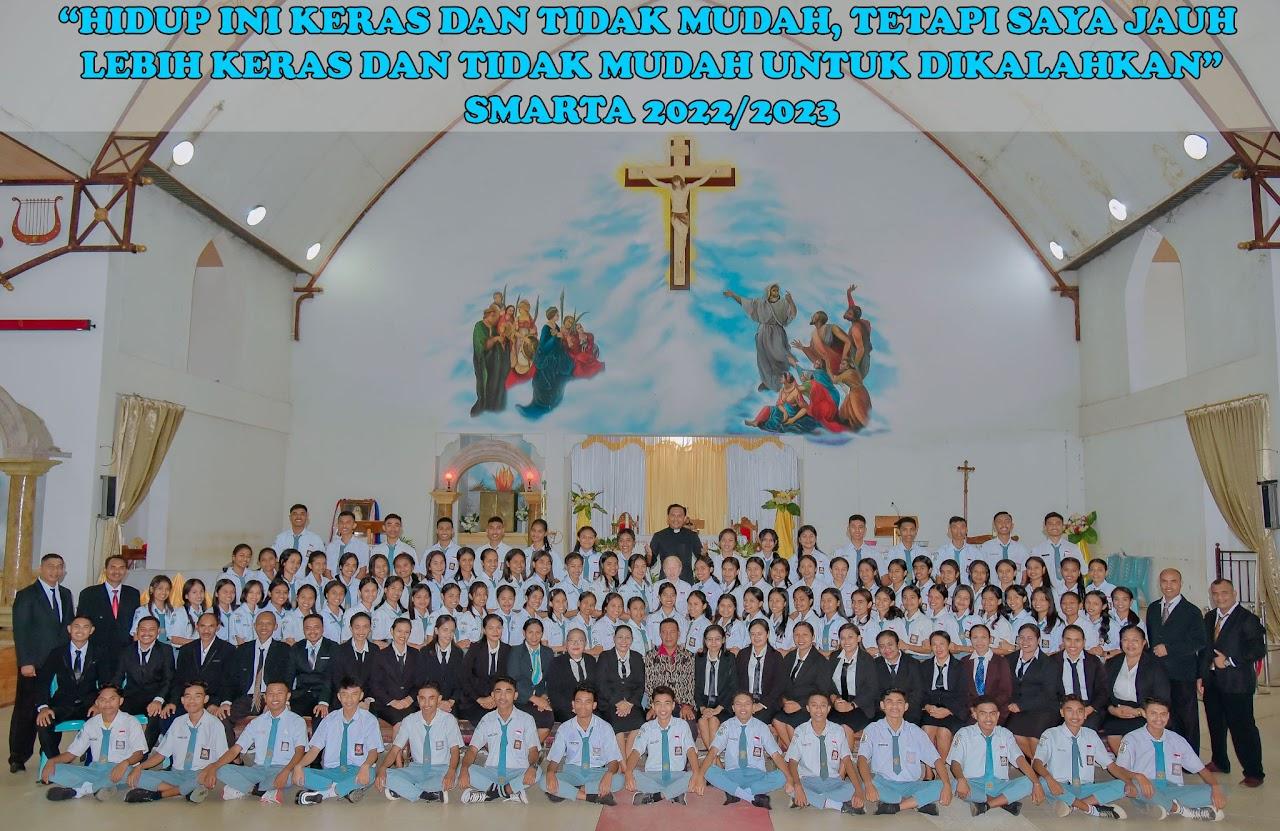 “HIDUP INI KERAS DAN TIDAK MUDAH, TETAPI SAYA JAUH
LEBIH KERAS DAN TIDAK MUDAH UNTUK DIKALAHKAN”
SMARTA 2022/2023